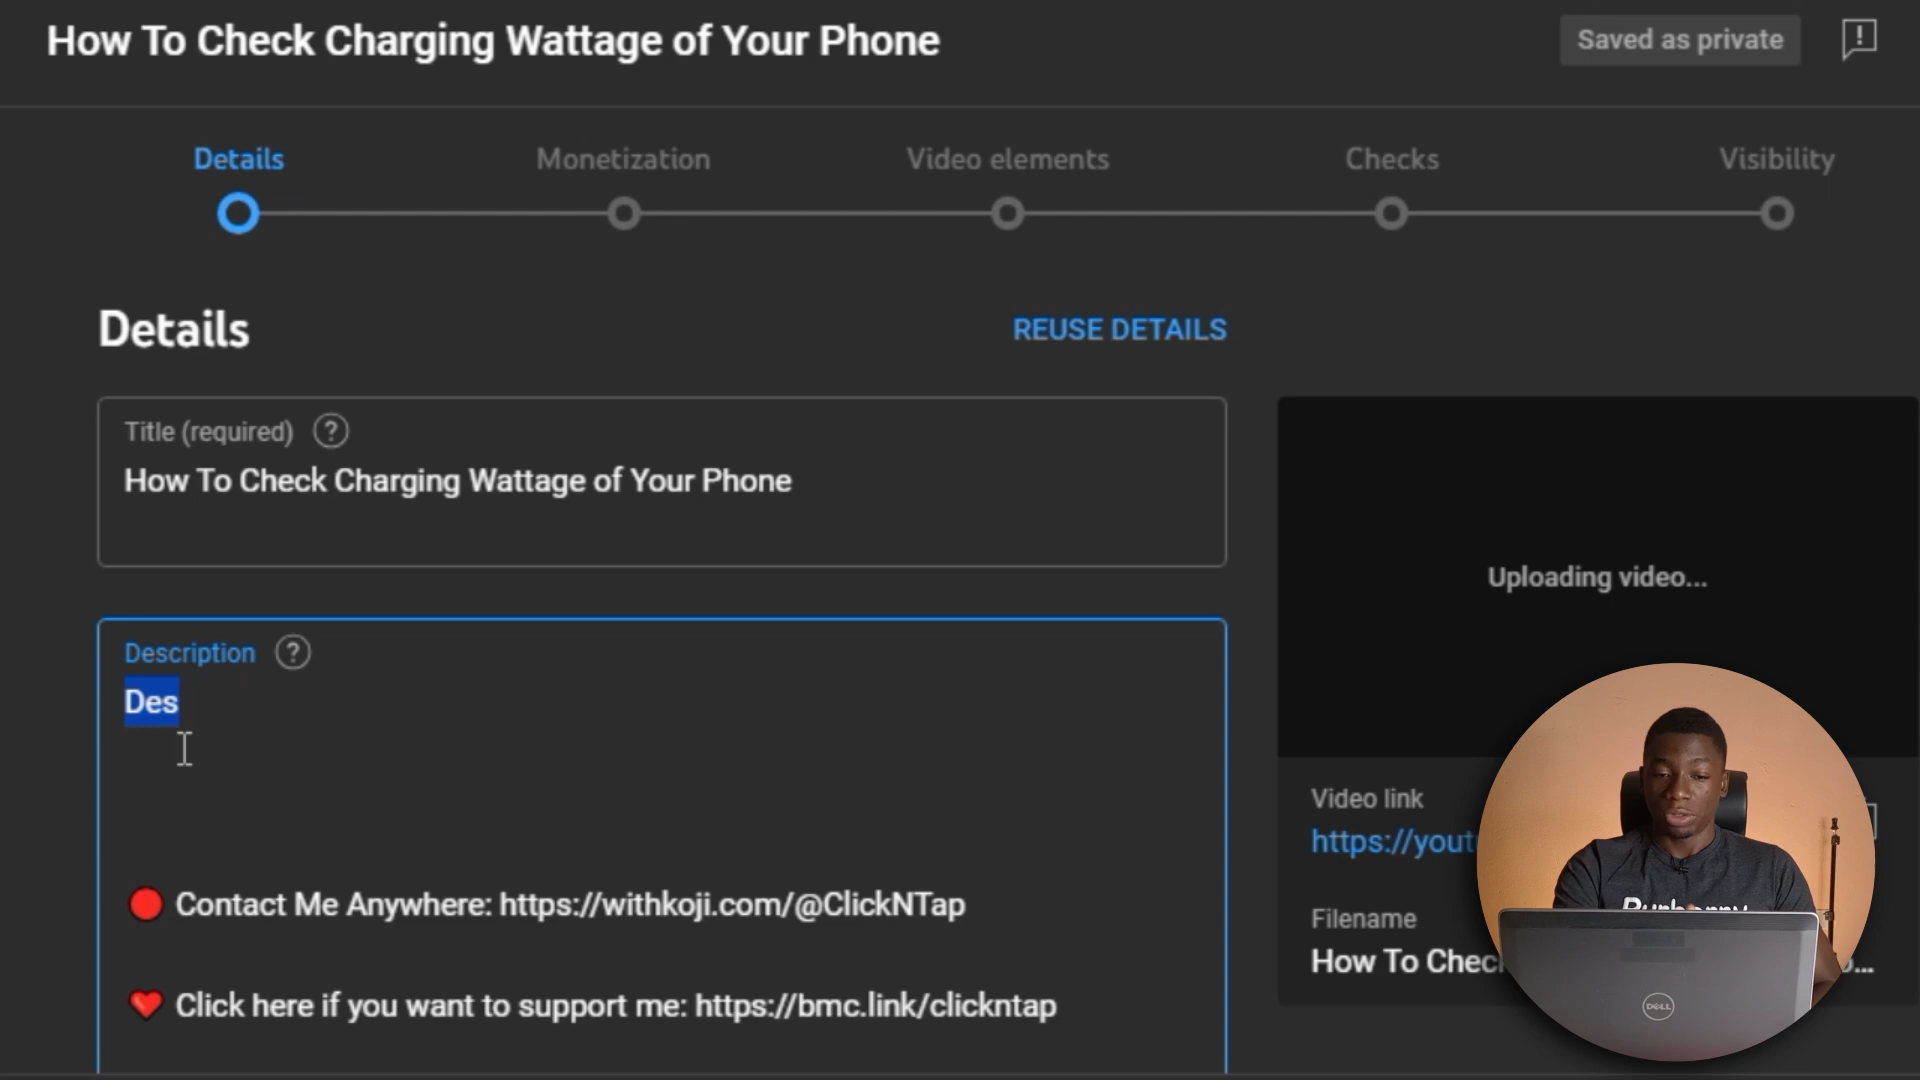 How To Check Charging Wattage of Your Phone
Saved as private
Details
Monetization
Video elements
Checks
Visibility
Details
REUSE DETAILS
Title (required)
How To Check Charging Wattage of Your Phone
Uploading video...
Description
Des
Video link
https://yout
Contact Me Anywhere: https://withkoji.com/@ClickNTap
Filename
How To Chec
Click here if you want to support me: https://bmc.link/clickntap
DELL